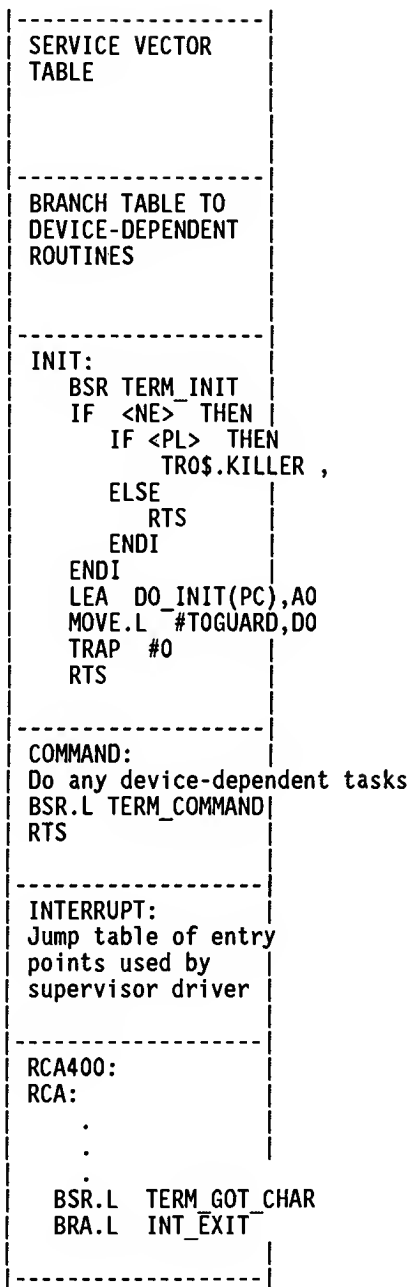 SERVICE VECTOR
TABLE
BRANCH TABLE TO
DEVICE-DEPENDENT
ROUTINES
INIT:
BSR TERM_INIT
IF <NE> THEN
IF <PL> THEN
TR0$.KILLER ,
ELSE
RTS
ENDI
ENDI
LEA DO_INIT(PC),A0
MOVE.L #T0GUARD,D0
TRAP #0
RTS
COMMAND:
Do any device-dependent tasks
BSR.L TERM_COMMAND
RTS
INTERRUPT:
Jump table of entry
points used by
supervisor driver
RCA400:
RCA:
.
.
.
BSR.L TERM_GOT_CHAR
BRA.L INT_EXIT